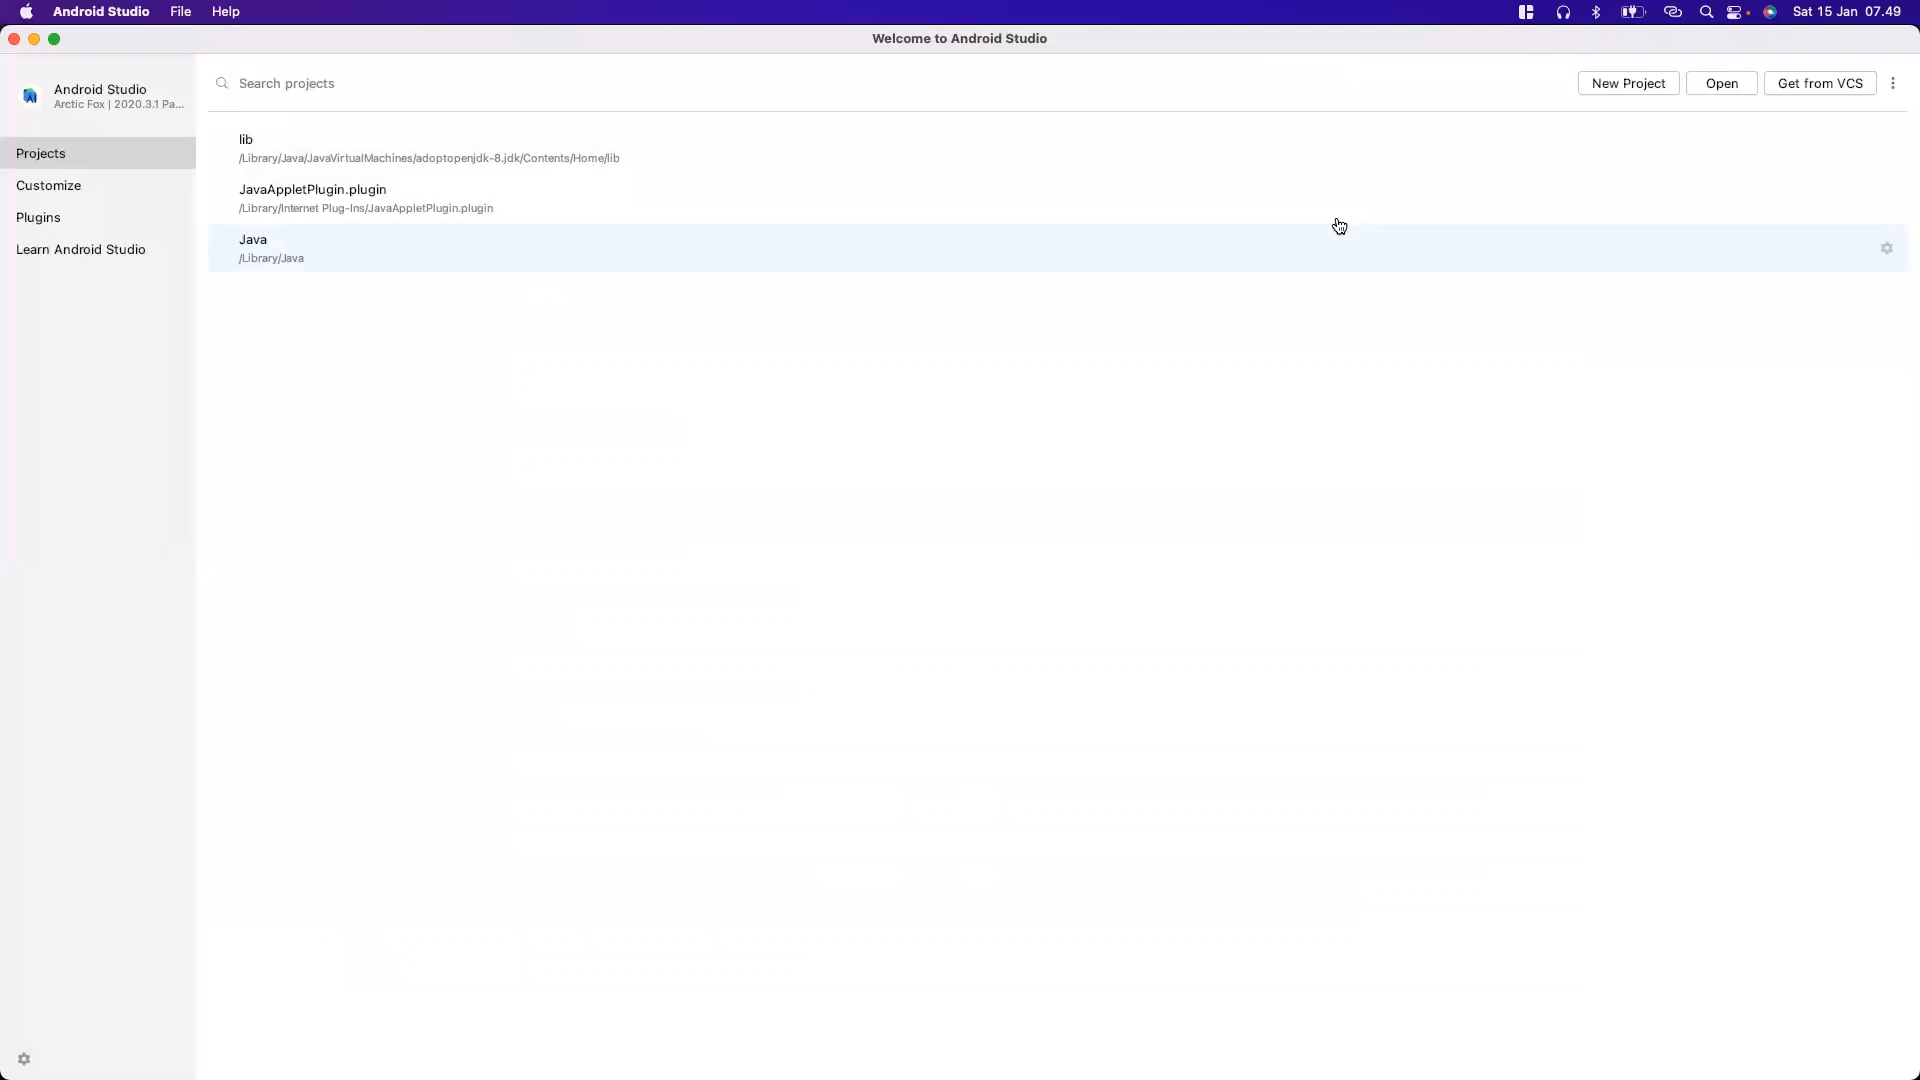 Android Studio File Help Sat 15 Jan 07.49
Welcome to Android Studio
Android Studio
Arctic Fox | 2020.3.1 Pa...
Search projects
New Project Open Get from VCS
Projects
Customize
Plugins
Learn Android Studio
lib
/Library/Java/JavaVirtualMachines/adoptopenjdk-8.jdk/Contents/Home/lib
JavaAppletPlugin.plugin
/Library/Internet Plug-Ins/JavaAppletPlugin.plugin
Java
/Library/Java